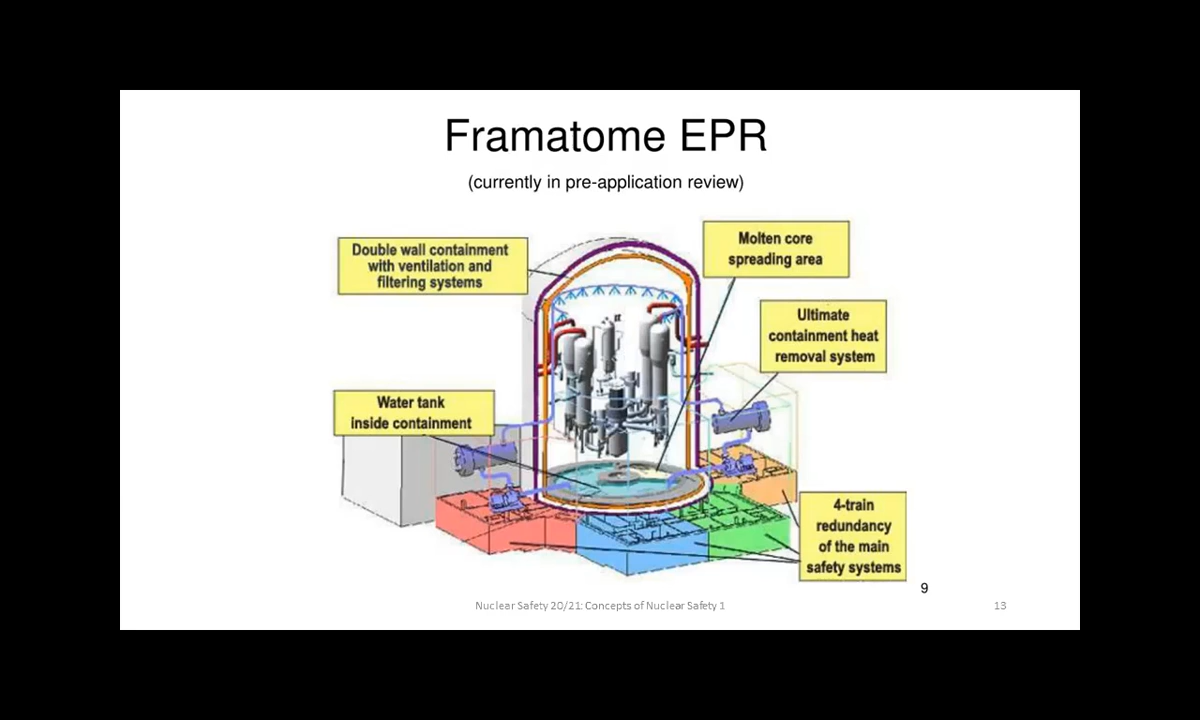 Framatome EPR
(currently in pre-application review)
Double wall containment
with ventilation and
filtering systems
Molten core
spreading area
Ultimate
containment heat
removal system
Water tank
inside containment
4-train
redundancy
of the main
safety systems
9
Nuclear Safety 20/21: Concepts of Nuclear Safety 1
13